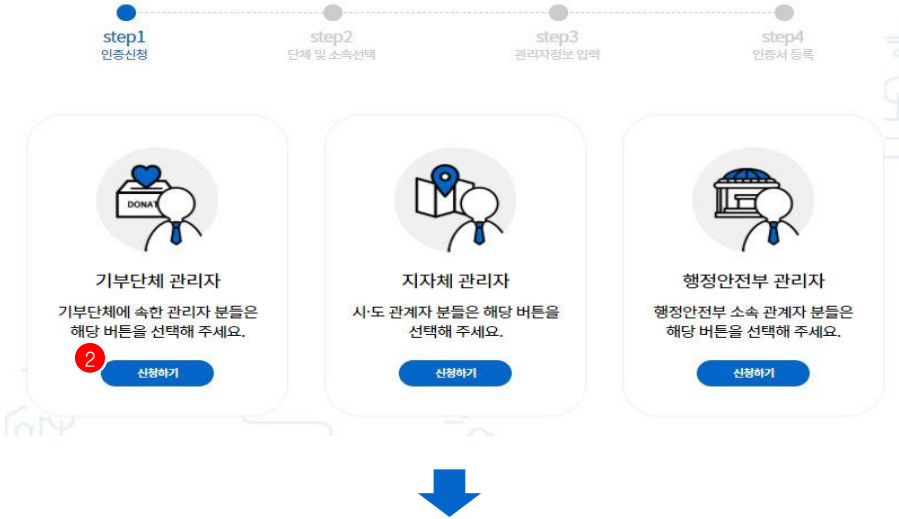 step1
인증신청
step2
단체 및 소속선택
step3
관리자정보 입력
step4
인증서 등록
DONAT
기부단체 관리자
기부단체에 속한 관리자 분들은
해당 버튼을 선택해 주세요.
2
신청하기
지자체 관리자
시·도 관계자 분들은 해당 버튼을
선택해 주세요.
신청하기
행정안전부 관리자
행정안전부 소속 관계자 분들은
해당 버튼을 선택해 주세요.
신청하기